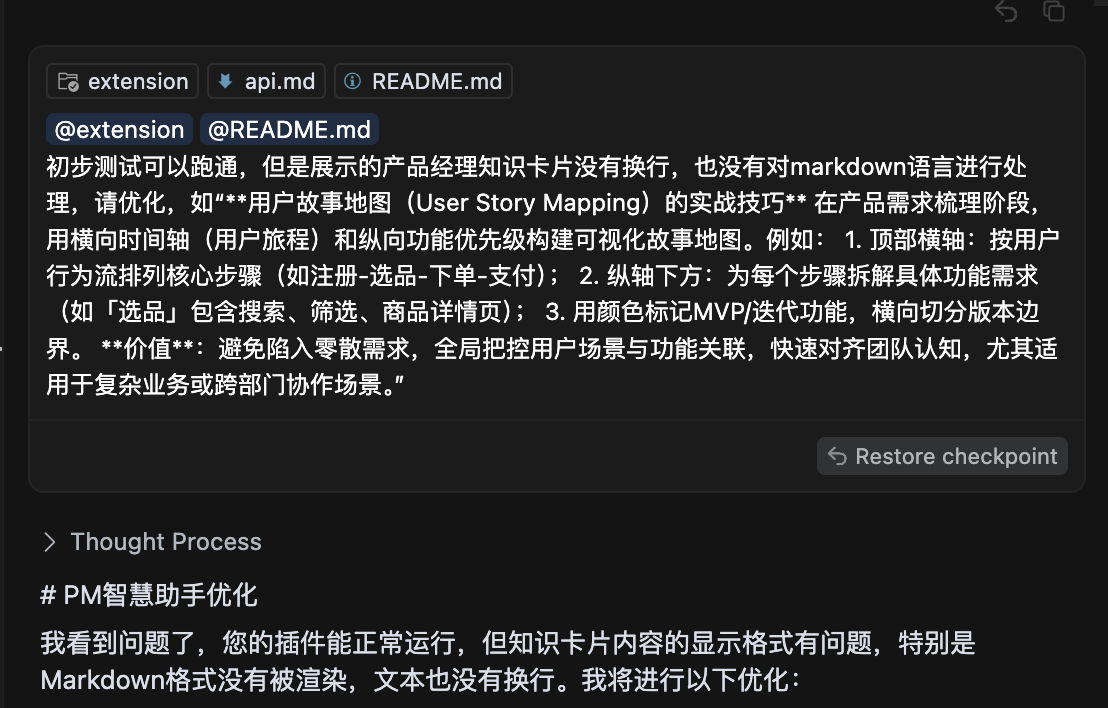 extension api.md README.md
@extension @README.md
初步测试可以跑通，但是展示的产品经理知识卡片没有换行，也没有对markdown语言进行处
理，请优化，如“**用户故事地图（User Story Mapping）的实战技巧** 在产品需求梳理阶段，
用横向时间轴（用户旅程）和纵向功能优先级构建可视化故事地图。例如： 1. 顶部横轴：按用户
行为流排列核心步骤（如注册-选品-下单-支付）； 2. 纵轴下方：为每个步骤拆解具体功能需求
（如「选品」包含搜索、筛选、商品详情页）； 3. 用颜色标记MVP/迭代功能，横向切分版本边
界。 **价值**：避免陷入零散需求，全局把控用户场景与功能关联，快速对齐团队认知，尤其适
用于复杂业务或跨部门协作场景。”
Restore checkpoint
Thought Process
# PM智慧助手优化
我看到问题了，您的插件能正常运行，但知识卡片内容的显示格式有问题，特别是
Markdown格式没有被渲染，文本也没有换行。我将进行以下优化：